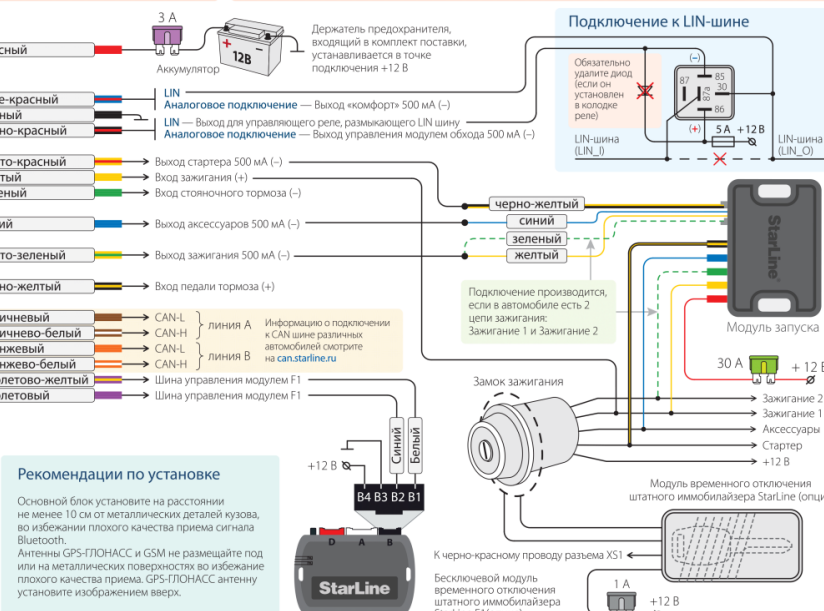 3 А
12В
Аккумулятор
Держатель предохранителя,
входящий в комплект поставки,
устанавливается в точке
подключения +12 В
LIN
Аналоговое подключение — Выход «комфорт» 500 мА (–)
LIN — Выход для управляющего реле, размыкающего LIN шину
Аналоговое подключение — Выход управления модулем обхода 500 мА (–)
Выход стартера 500 мА (–)
Вход зажигания (+)
Вход стояночного тормоза (–)
Выход аксессуаров 500 мА (–)
Выход зажигания 500 мА (–)
Вход педали тормоза (+)
CAN-L
CAN-H
линия А
CAN-L
CAN-H
линия В
Информацию о подключении
к CAN шине различных
автомобилей смотрите
на can.starline.ru
Шина управления модулем F1
Шина управления модулем F1
Подключение к LIN-шине
Обязательно
удалите диод
(если он
установлен
в колодке
реле)
(–)
85
87
30
87a
86
(+)
5 А
+12 В
LIN-шина
(LIN_I)
LIN-шина
(LIN_O)
черно-желтый
синий
зеленый
желтый
StarLine
Модуль запуска
Подключение производится,
если в автомобиле есть 2
цепи зажигания:
Зажигание 1 и Зажигание 2
30 А
+ 12 В
Замок зажигания
Зажигание 2
Зажигание 1
Аксессуары
Стартер
+12 В
Рекомендации по установке
Основной блок установите на расстоянии
не менее 10 см от металлических деталей кузова,
во избежании плохого качества приема сигнала
Bluetooth.
Антенны GPS-ГЛОНАСС и GSM не размещайте под
или на металлических поверхностях во избежание
плохого качества приема. GPS-ГЛОНАСС антенну
установите изображением вверх.
+12 В
Синий
Белый
B4 B3 B2 B1
D A B
StarLine
Модуль временного отключения
штатного иммобилайзера StarLine
К черно-красному проводу разъема XS1
Бесключевой модуль
временного отключения
штатного иммобилайзера
1 А
+12 В